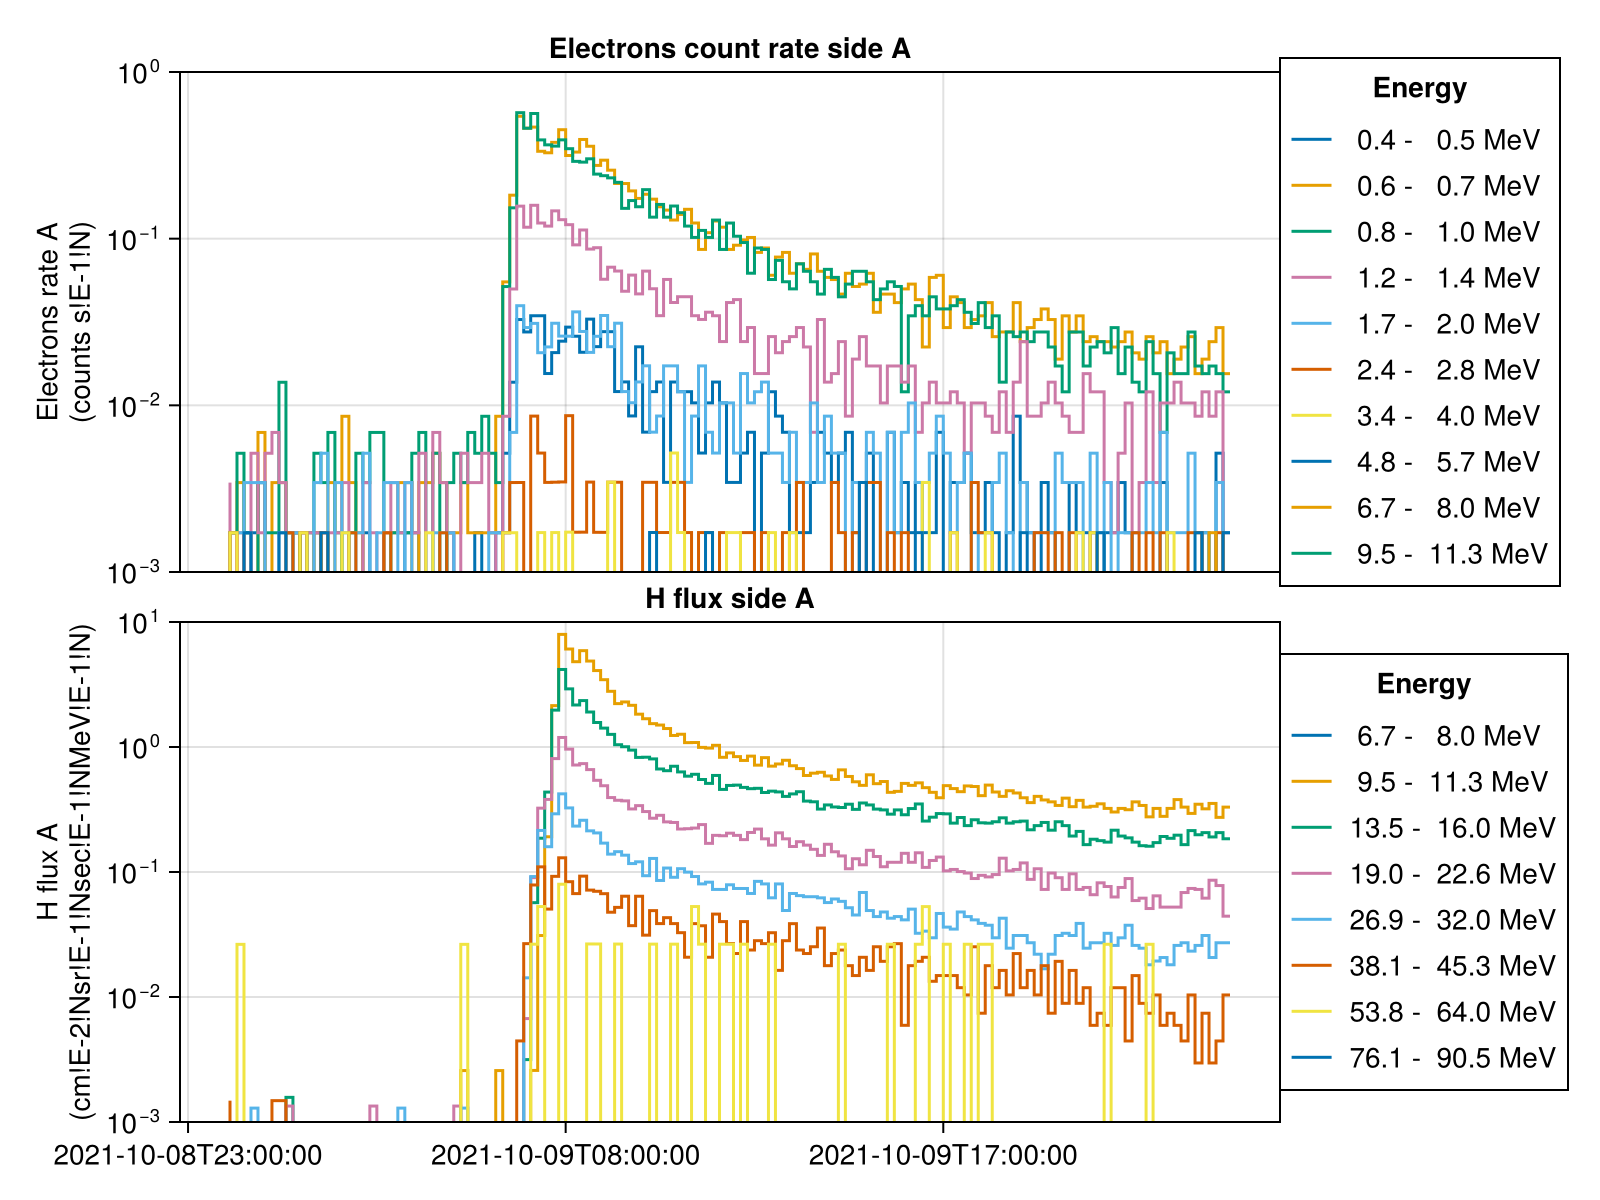 Electrons count rate side A
10⁰
10⁻¹
10⁻²
10⁻³
Electrons rate A
(counts s!E-1!N)
Energy
0.4 - 0.5 MeV
0.6 - 0.7 MeV
0.8 - 1.0 MeV
1.2 - 1.4 MeV
1.7 - 2.0 MeV
2.4 - 2.8 MeV
3.4 - 4.0 MeV
4.8 - 5.7 MeV
6.7 - 8.0 MeV
9.5 - 11.3 MeV
H flux side A
10¹
10⁰
10⁻¹
10⁻²
10⁻³
H flux A
(cm!E-2!Nsr!E-1!Nsec!E-1!NMeV!E-1!N)
Energy
6.7 - 8.0 MeV
9.5 - 11.3 MeV
13.5 - 16.0 MeV
19.0 - 22.6 MeV
26.9 - 32.0 MeV
38.1 - 45.3 MeV
53.8 - 64.0 MeV
76.1 - 90.5 MeV
2021-10-08T23:00:00 2021-10-09T08:00:00 2021-10-09T17:00:00